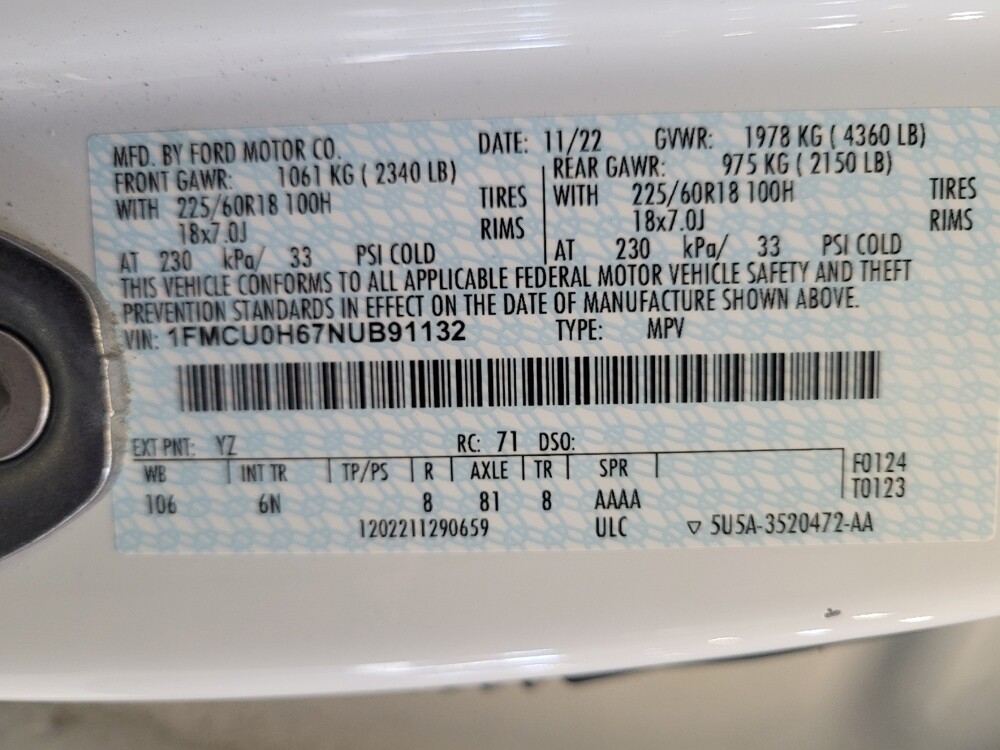 MFD. BY FORD MOTOR CO. DATE: 11/22 GVWR: 1978 KG ( 4360 LB)
FRONT GAWR: 1061 KG ( 2340 LB) REAR GAWR: 975 KG ( 2150 LB)
WITH 225/60R18 100H TIRES WITH 225/60R18 100H TIRES
18x7.0J RIMS 18x7.0J RIMS
AT 230 kPa/ 33 PSI COLD AT 230 kPa/ 33 PSI COLD
THIS VEHICLE CONFORMS TO ALL APPLICABLE FEDERAL MOTOR VEHICLE SAFETY AND THEFT
PREVENTION STANDARDS IN EFFECT ON THE DATE OF MANUFACTURE SHOWN ABOVE.
VIN: 1FMCU0H67NUB91132 TYPE: MPV
EXT PNT: YZ RC: 71 DSO:
WB INT TR TP/PS R AXLE TR SPR F0124
106 6N 8 81 8 AAAA T0123
1202211290659 ULC ▽ 5U5A-3520472-AA